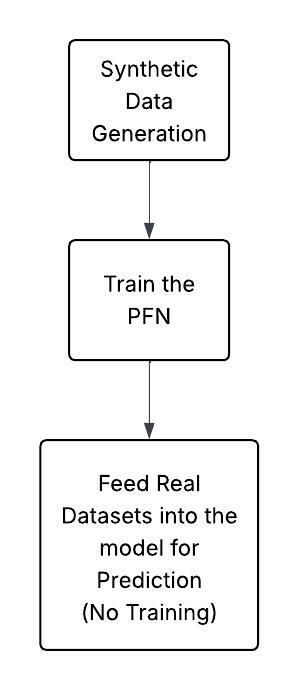 Synthetic
Data
Generation
Train the
PFN
Feed Real
Datasets into the
model for
Prediction
(No Training)